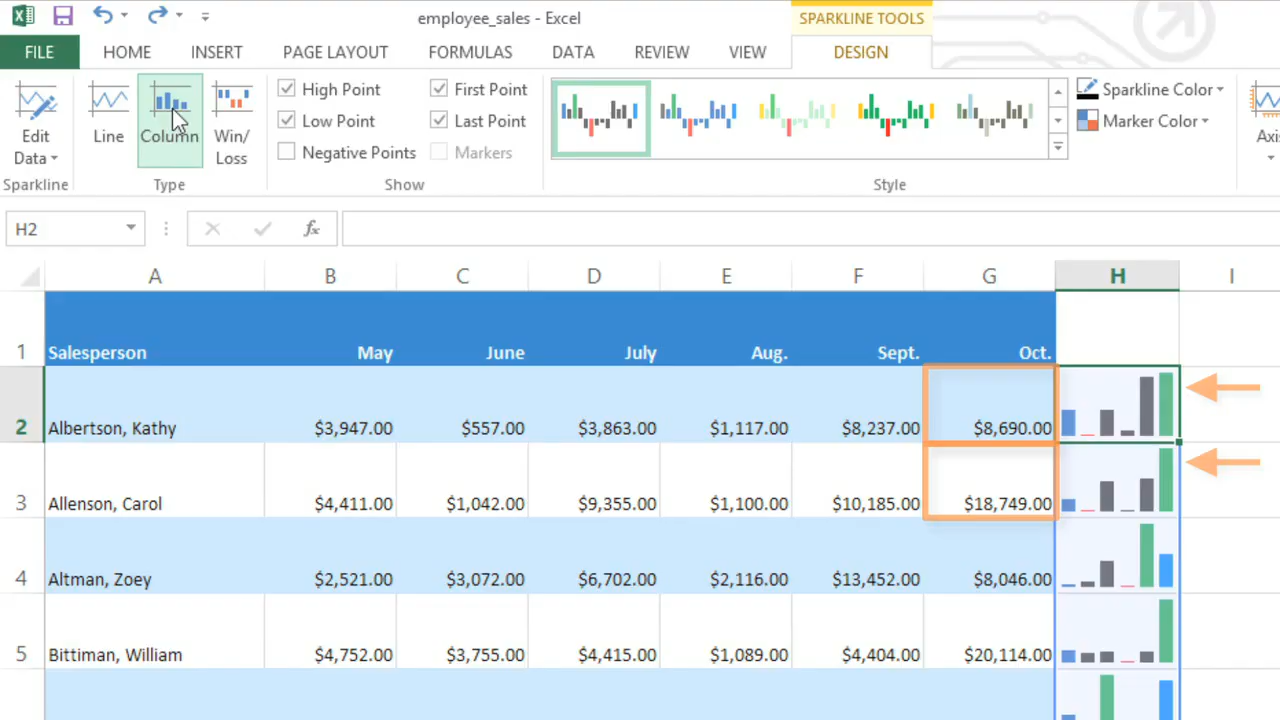 employee_sales - Excel
SPARKLINE TOOLS
FILE HOME INSERT PAGE LAYOUT FORMULAS DATA REVIEW VIEW DESIGN
Edit Data
Line
Column
Win/
Loss
High Point
Low Point
Negative Points
First Point
Last Point
Markers
Sparkline Color
Marker Color
Axis
Sparkline Type Show Style
H2 fx
A B C D E F G H I
1 Salesperson May June July Aug. Sept. Oct.
2 Albertson, Kathy $3,947.00 $557.00 $3,863.00 $1,117.00 $8,237.00 $8,690.00
3 Allenson, Carol $4,411.00 $1,042.00 $9,355.00 $1,100.00 $10,185.00 $18,749.00
4 Altman, Zoey $2,521.00 $3,072.00 $6,702.00 $2,116.00 $13,452.00 $8,046.00
5 Bittiman, William $4,752.00 $3,755.00 $4,415.00 $1,089.00 $4,404.00 $20,114.00